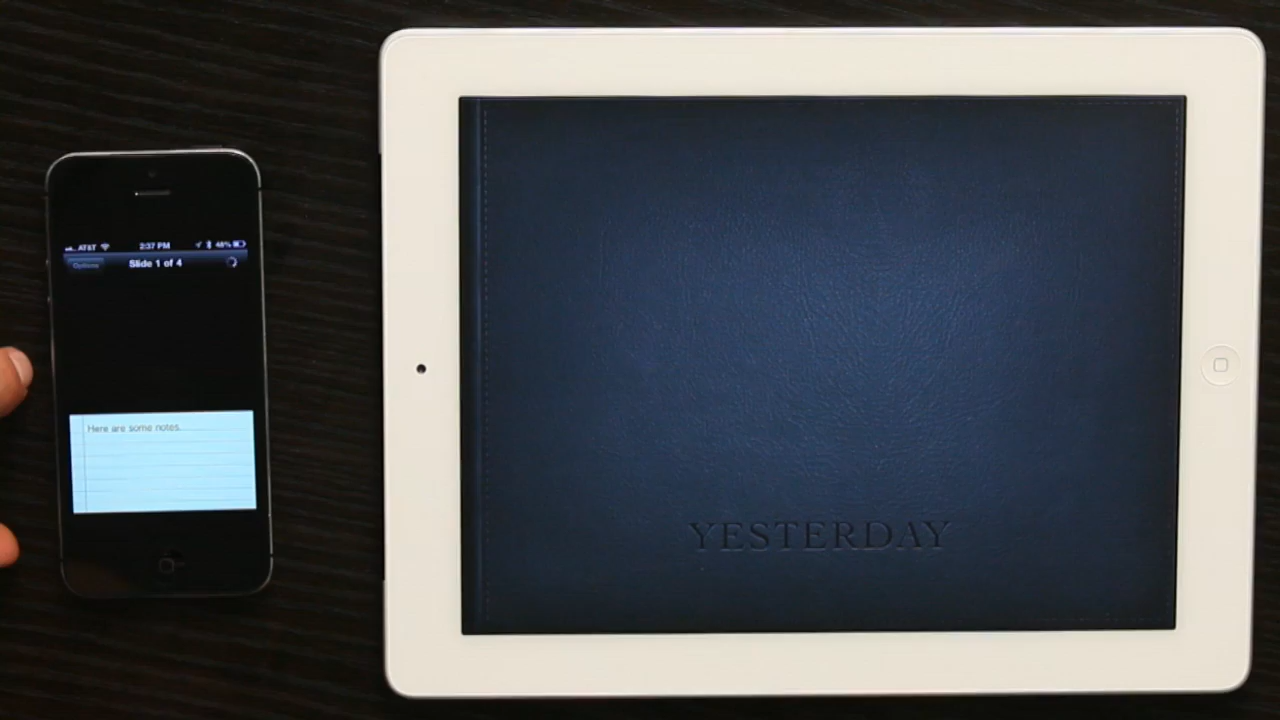 AT&T 2:37 PM 48%
Options Slide 1 of 4
Here are some notes.
YESTERDAY